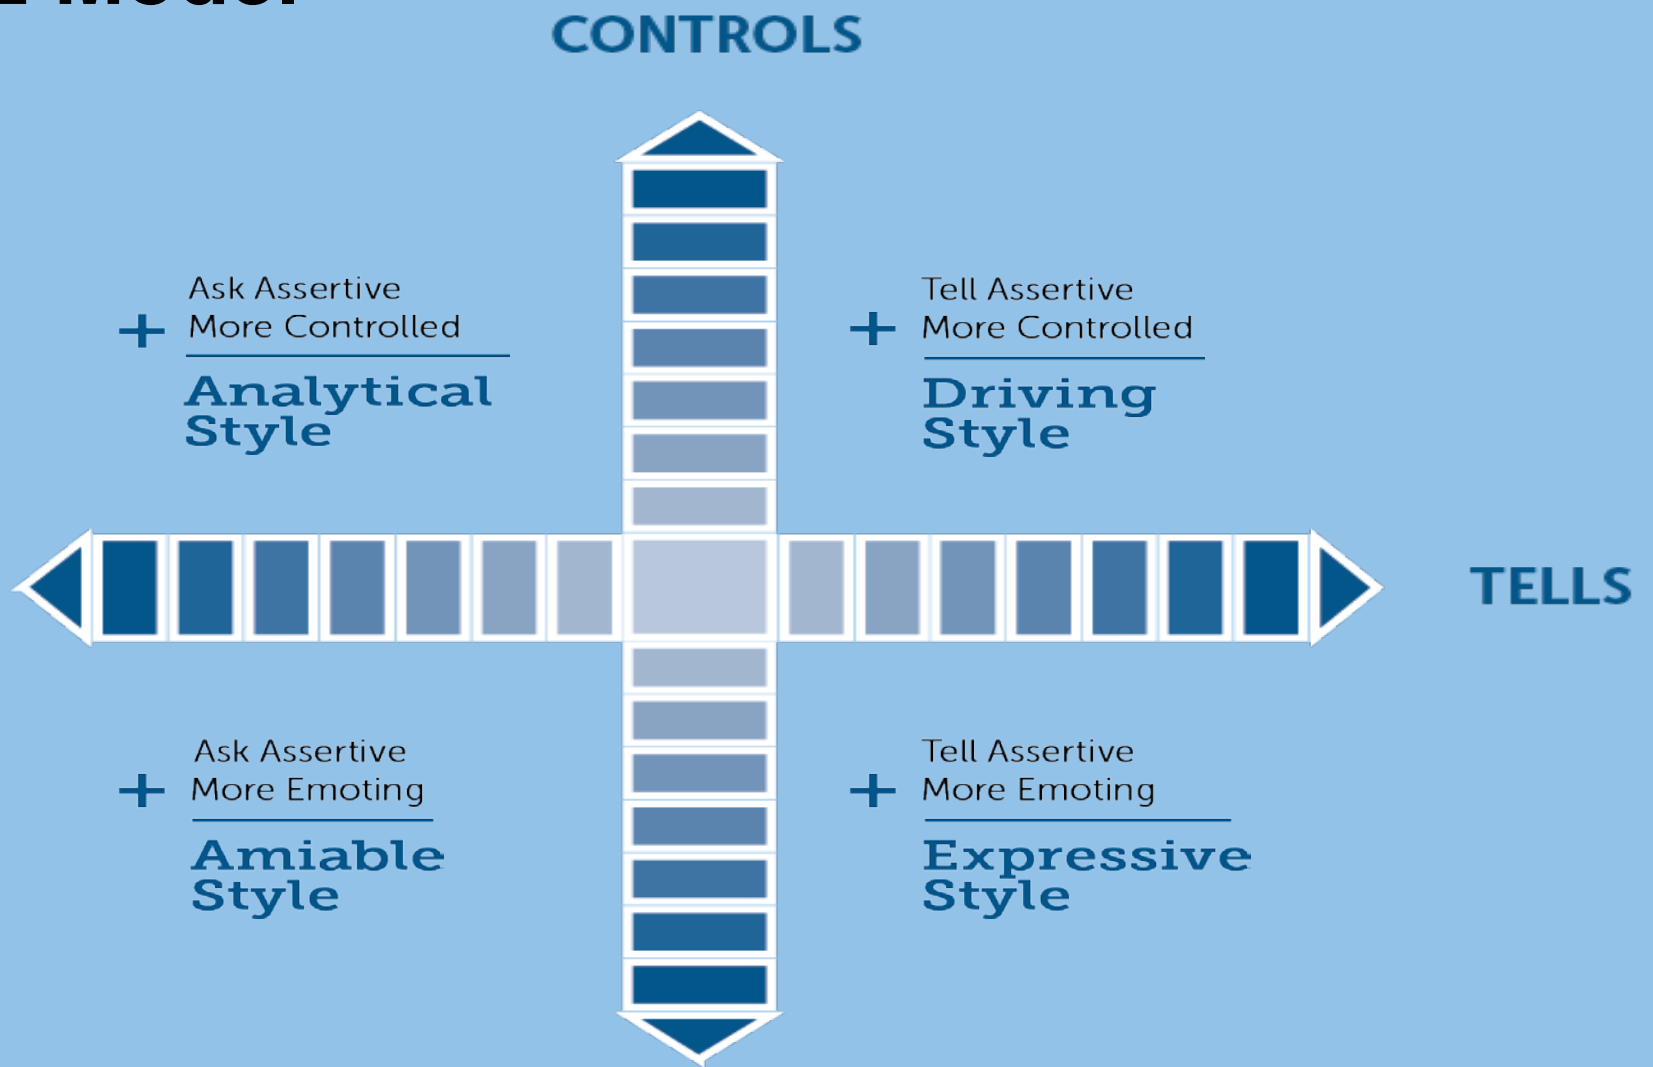 Model
CONTROLS
Ask Assertive
More Controlled
+
Analytical
Style
Tell Assertive
More Controlled
+
Driving
Style
TELLS
Ask Assertive
More Emoting
+
Amiable
Style
Tell Assertive
More Emoting
+
Expressive
Style